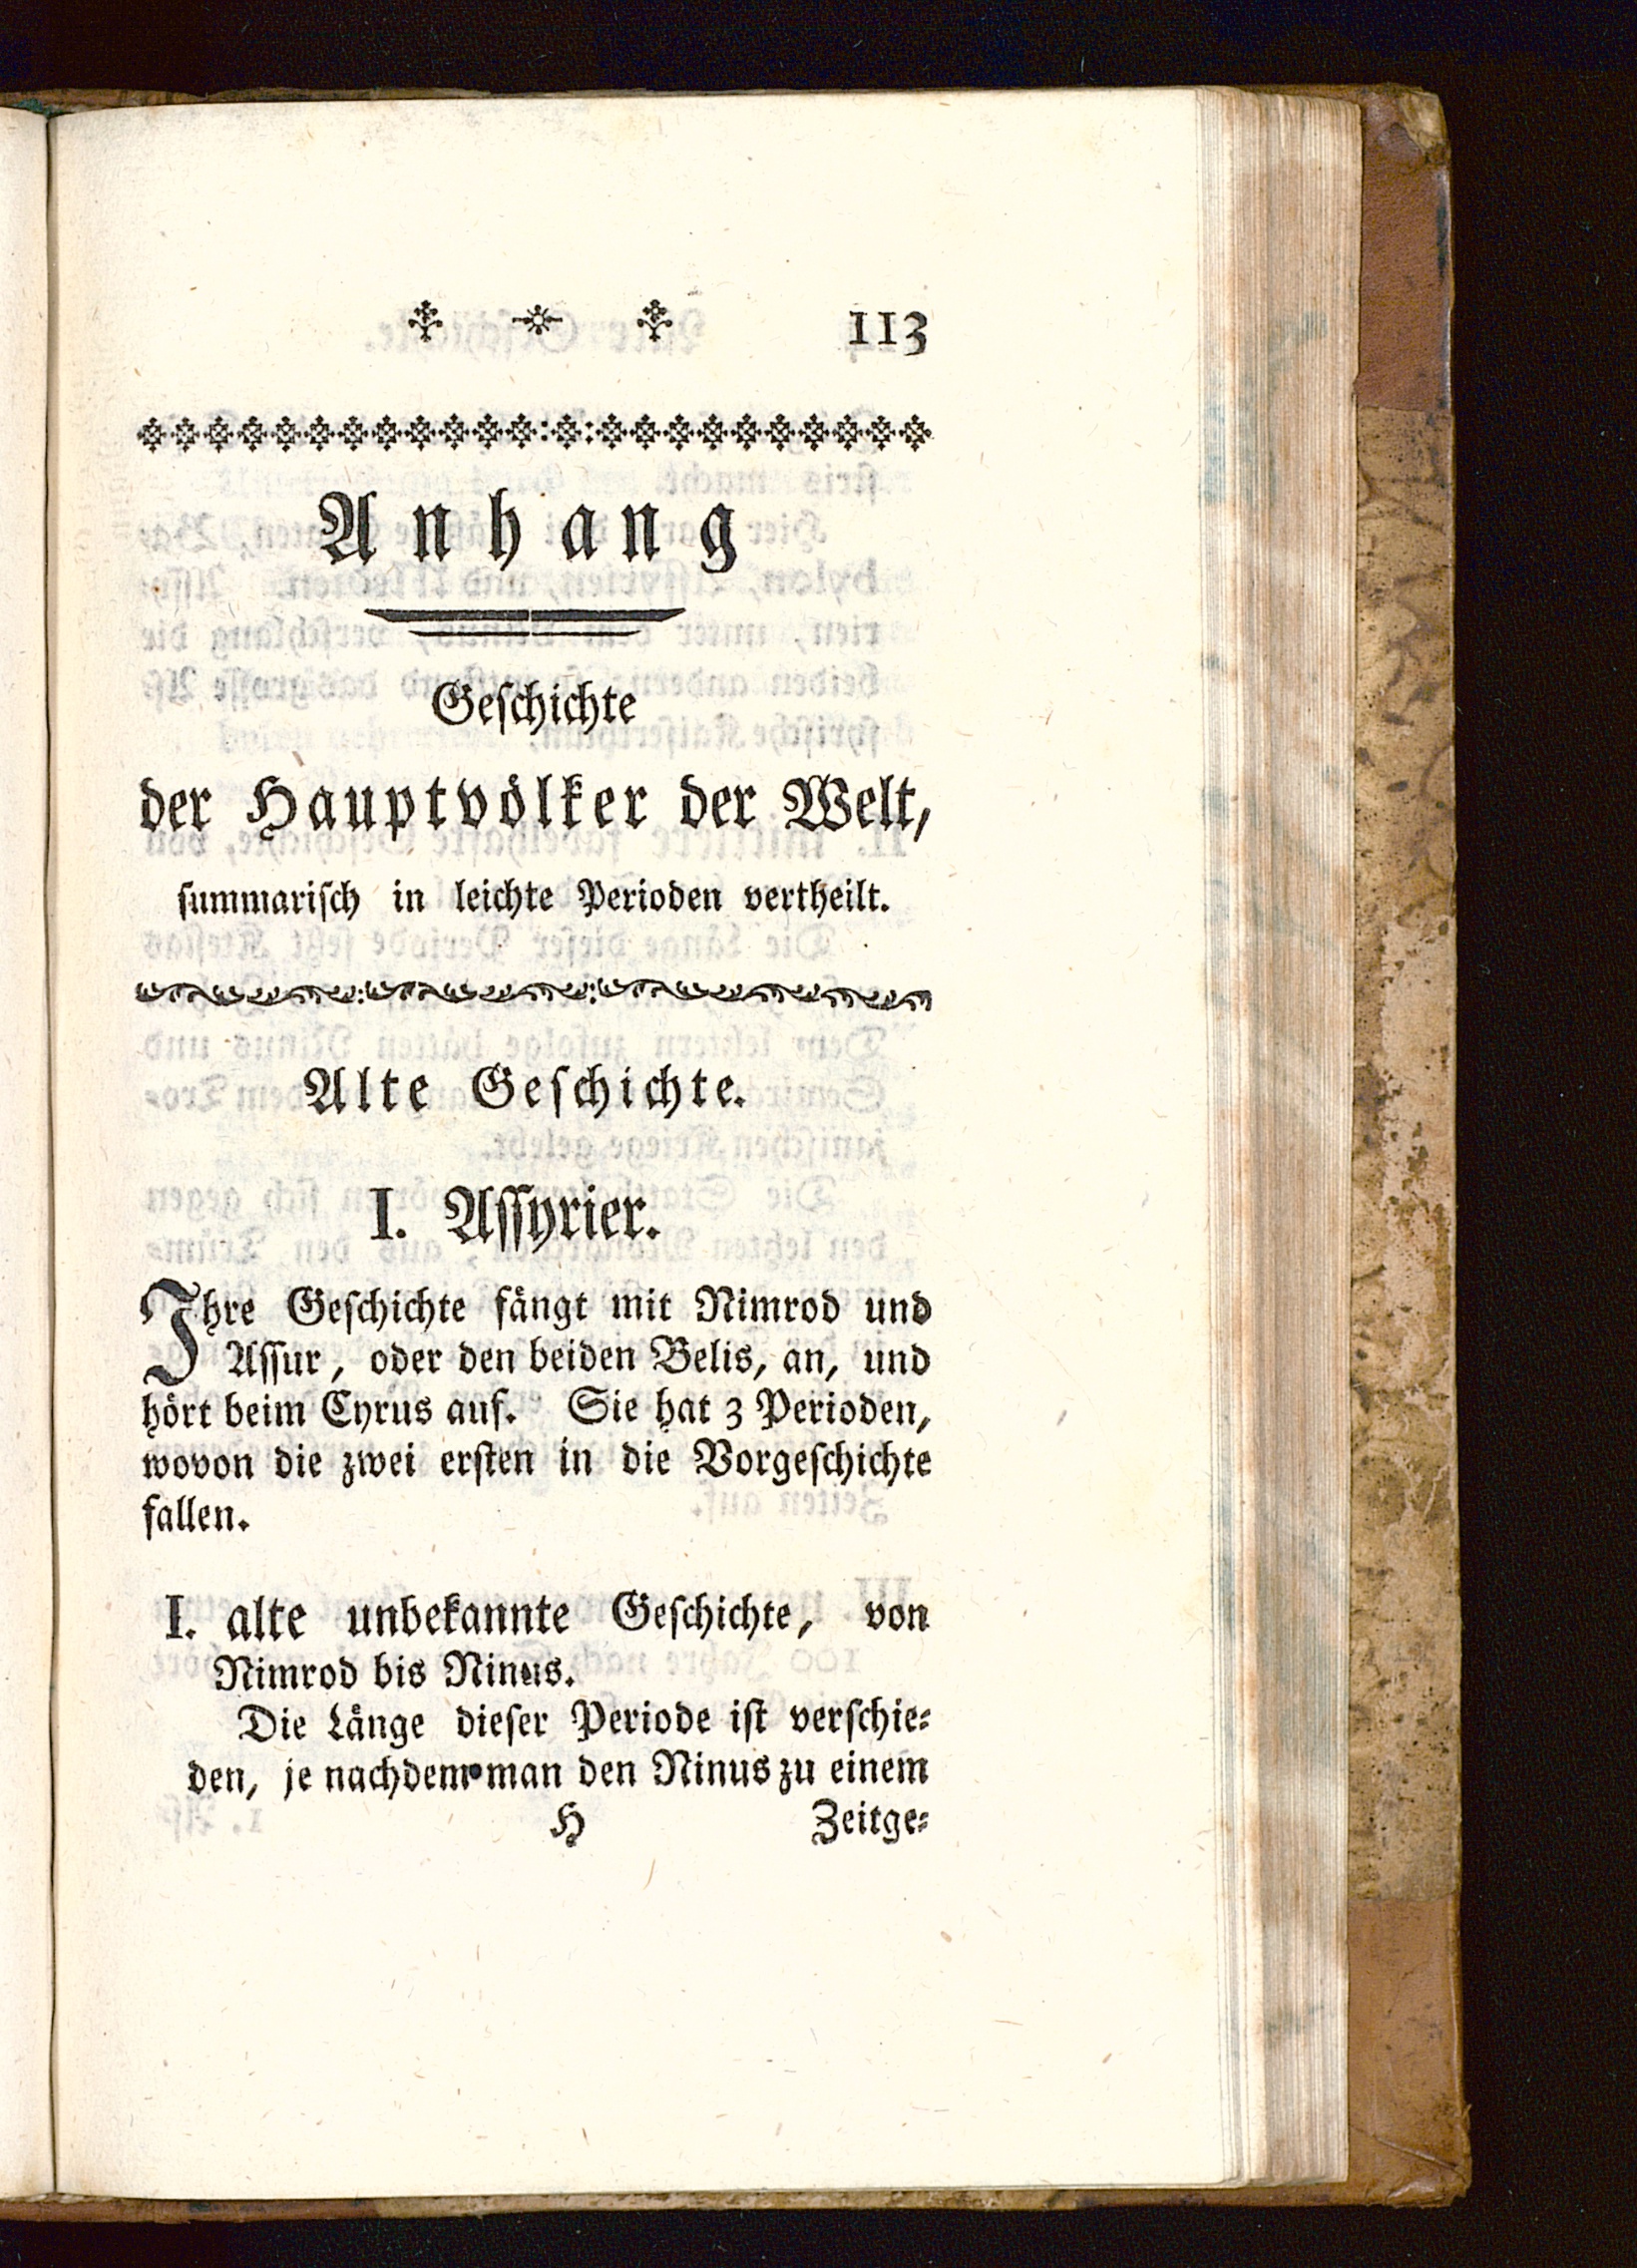 113
Anhang
Geſchichte
der Hauptvölker der Welt,
ſummariſch in leichte Perioden vertheilt.
Alte Geſchichte.
I. Aſſyrier.
Ihre Geſchichte fängt mit Nimrod und
Aſſur, oder den beiden Belis, an, und
hört beim Cyrus auf. Sie hat 3 Perioden,
wovon die zwei erſten in die Vorgeſchichte
fallen.
I. alte unbekannte Geſchichte, von
Nimrod bis Ninus.
Die Länge dieſer Periode iſt verſchie⸗
den, je nachdem man den Ninus zu einem
H Zeitge⸗